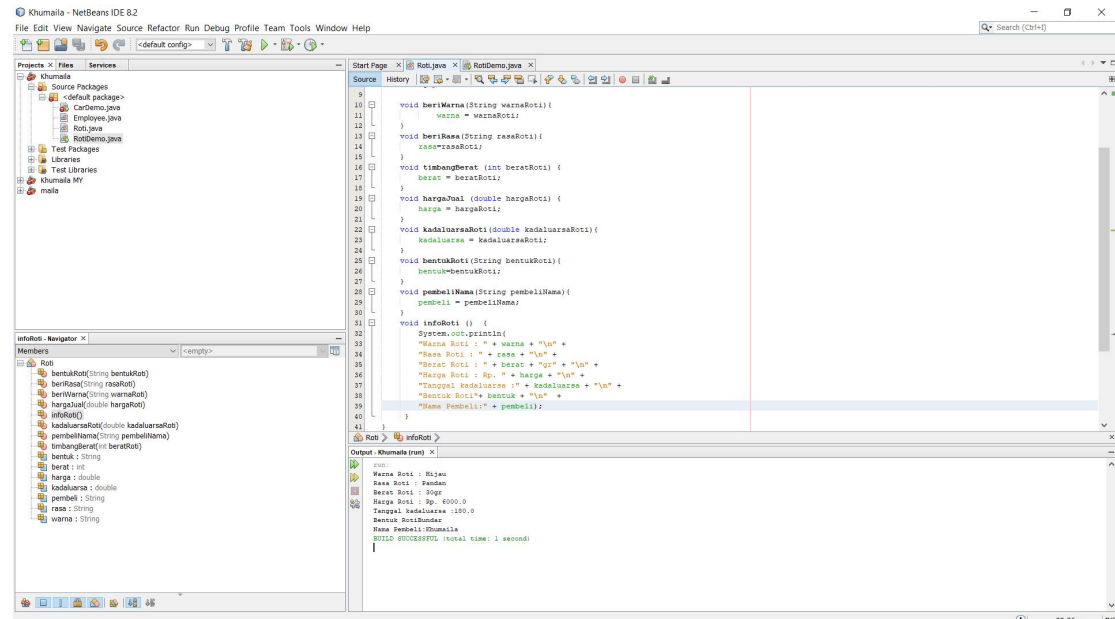 Khumaila - NetBeans IDE 8.2
File Edit View Navigate Source Refactor Run Debug Profile Team Tools Window Help
Search (Ctrl+I)
<default config>
Projects Files Services
Khumaila
Source Packages
<default package>
CarDemo.java
Employee.java
Roti.java
RotiDemo.java
Test Packages
Libraries
Test Libraries
Khumaila MY
maila
infoRoti - Navigator
Members <empty>
Roti
bentukRoti(String bentukRoti)
beriRasa(String rasaRoti)
beriWarna(String warnaRoti)
hargaJual(double hargaRoti)
infoRoti()
kadaluarsaRoti(double kadaluarsaRoti)
pembeliNama(String pembeliNama)
timbangBerat(int beratRoti)
bentuk : String
berat : int
harga : double
kadaluarsa : double
pembeli : String
rasa : String
warna : String
Start Page Roti.java RotiDemo.java
Source History
9
10 void beriWarna(String warnaRoti){
11 warna = warnaRoti;
12 }
13 void beriRasa(String rasaRoti){
14 rasa=rasaRoti;
15 }
16 void timbangBerat (int beratRoti) {
17 berat = beratRoti;
18 }
19 void hargaJual (double hargaRoti) {
20 harga = hargaRoti;
21 }
22 void kadaluarsaRoti(double kadaluarsaRoti){
23 kadaluarsa = kadaluarsaRoti;
24 }
25 void bentukRoti(String bentukRoti){
26 bentuk=bentukRoti;
27 }
28 void pembeliNama(String pembeliNama){
29 pembeli = pembeliNama;
30 }
31 void infoRoti () {
32 System.out.println(
33 "Warna Roti : " + warna + "\n" +
34 "Rasa Roti : " + rasa + "\n" +
35 "Berat Roti : " + berat + "gr" + "\n" +
36 "Harga Roti : Rp. " + harga + "\n" +
37 "Tanggal kadaluarsa :" + kadaluarsa + "\n" +
38 "Bentuk Roti"+ bentuk + "\n" +
39 "Nama Pembeli:" + pembeli);
40 }
41 }
Roti infoRoti
Output - Khumaila (run)
run:
Warna Roti : Hijau
Rasa Roti : Pandan
Berat Roti : 30gr
Harga Roti : Rp. 6000.0
Tanggal kadaluarsa :180.0
Bentuk RotiBundar
Nama Pembeli:Khumaila
BUILD SUCCESSFUL (total time: 1 second)